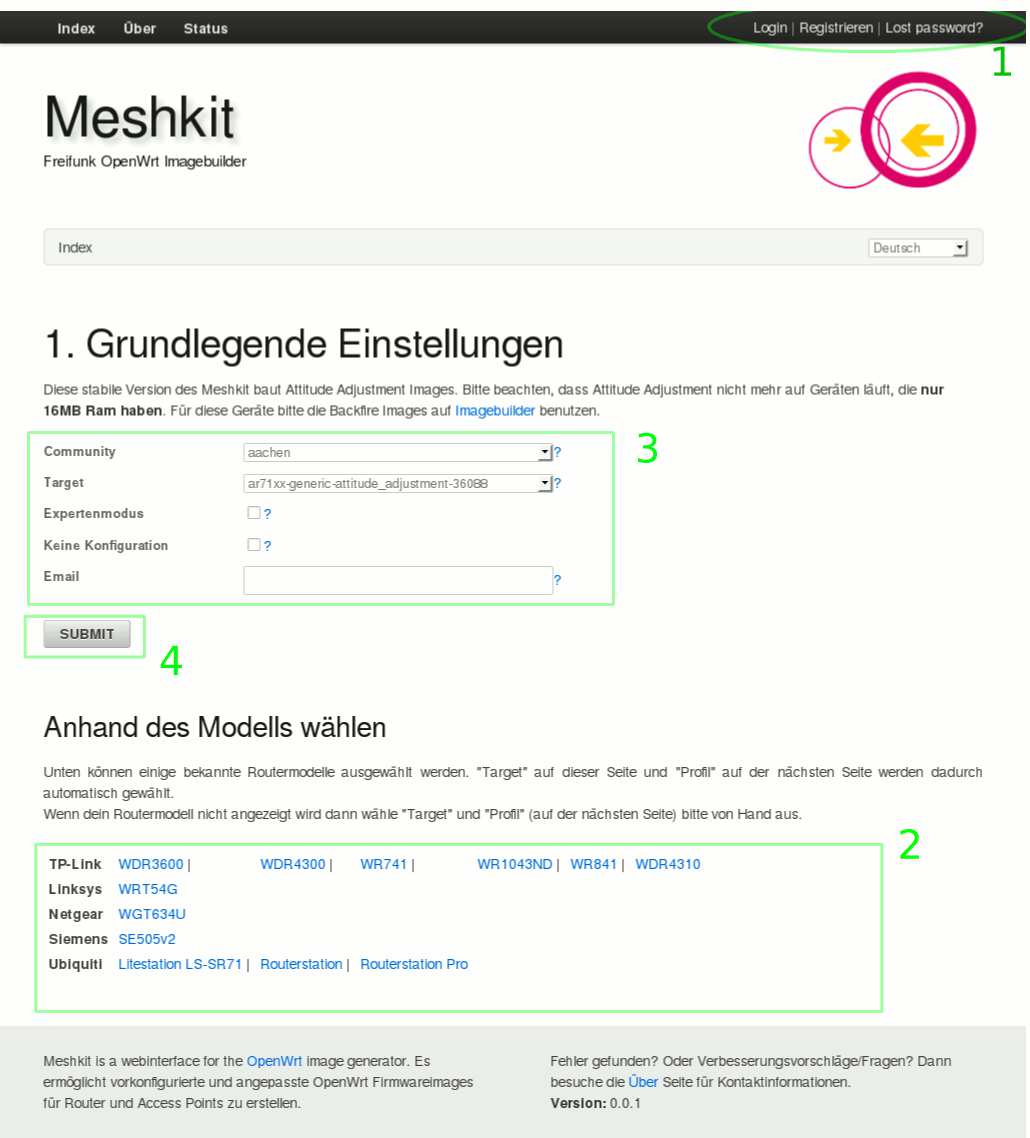 Index Über Status Login | Registrieren | Lost password?
1
Meshkit
Freifunk OpenWrt Imagebuilder
Index Deutsch
1. Grundlegende Einstellungen
Diese stabile Version des Meshkit baut Attitude Adjustment Images. Bitte beachten, dass Attitude Adjustment nicht mehr auf Geräten läuft, die nur
16MB Ram haben. Für diese Geräte bitte die Backfire Images auf Imagebuilder benutzen.
3
Community aachen ?
Target ar71xx-generic-attitude_adjustment-36088 ?
Expertenmodus ?
Keine Konfiguration ?
Email ?
SUBMIT
4
Anhand des Modells wählen
Unten können einige bekannte Routermodelle ausgewählt werden. "Target" auf dieser Seite und "Profil" auf der nächsten Seite werden dadurch
automatisch gewählt.
Wenn dein Routermodell nicht angezeigt wird dann wähle "Target" und "Profil" (auf der nächsten Seite) bitte von Hand aus.
2
TP-Link WDR3600 | WDR4300 | WR741 | WR1043ND | WR841 | WDR4310
Linksys WRT54G
Netgear WGT634U
Siemens SE505v2
Ubiquiti Litestation LS-SR71 | Routerstation | Routerstation Pro
Meshkit is a webinterface for the OpenWrt image generator. Es
ermöglicht vorkonfigurierte und angepasste OpenWrt Firmwareimages
für Router und Access Points zu erstellen.
Fehler gefunden? Oder Verbesserungsvorschläge/Fragen? Dann
besuche die Über Seite für Kontaktinformationen.
Version: 0.0.1